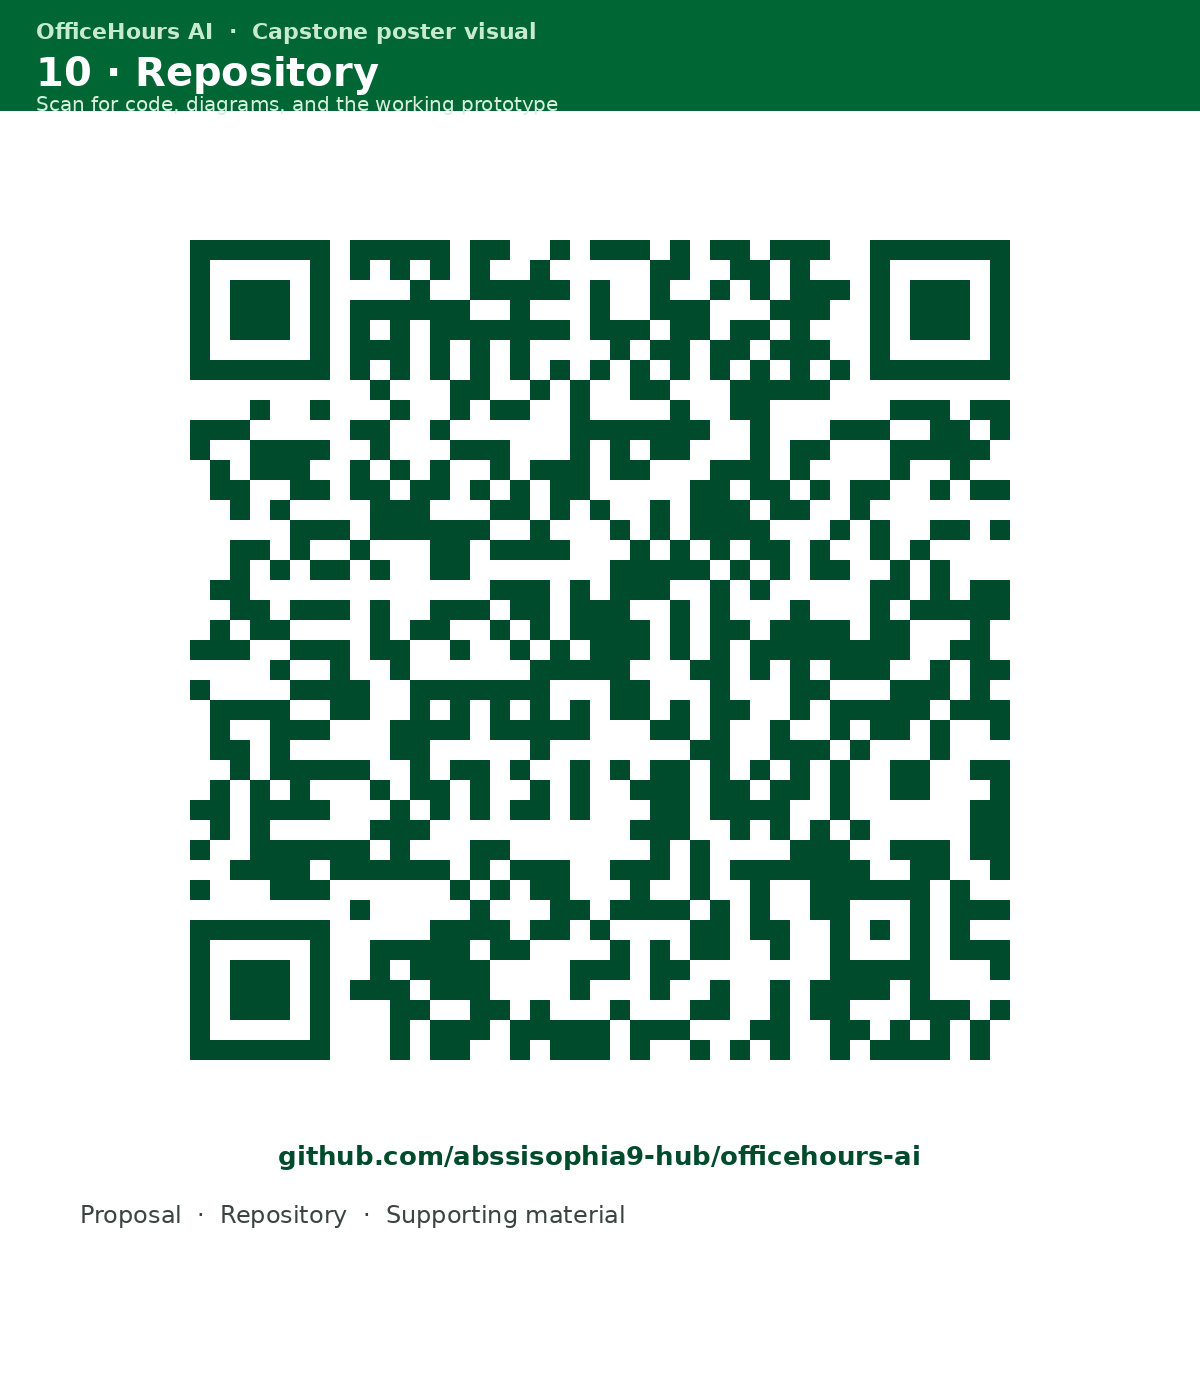 OfficeHours AI · Capstone poster visual
10 · Repository
Scan for code, diagrams, and the working prototype
github.com/abssisophia9-hub/officehours-ai
Proposal · Repository · Supporting material